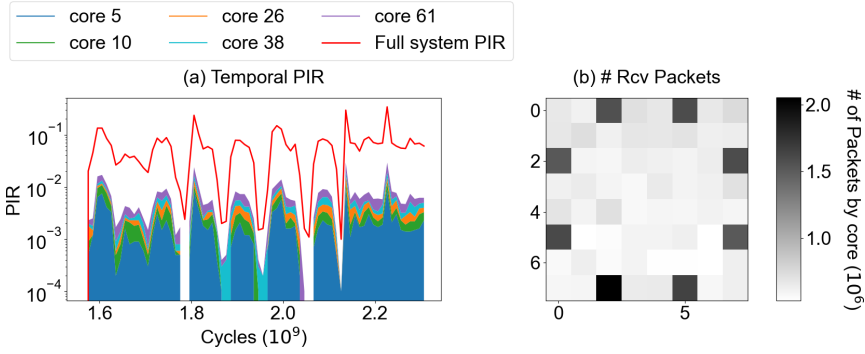 core 5 core 26 core 61
core 10 core 38 Full system PIR
(a) Temporal PIR
(b) # Rcv Packets
PIR
10⁻¹
10⁻²
10⁻³
10⁻⁴
1.6 1.8 2.0 2.2
Cycles (10⁹)
0
2
4
6
0 5
2.0
1.5
1.0
# of Packets by core (10⁶)